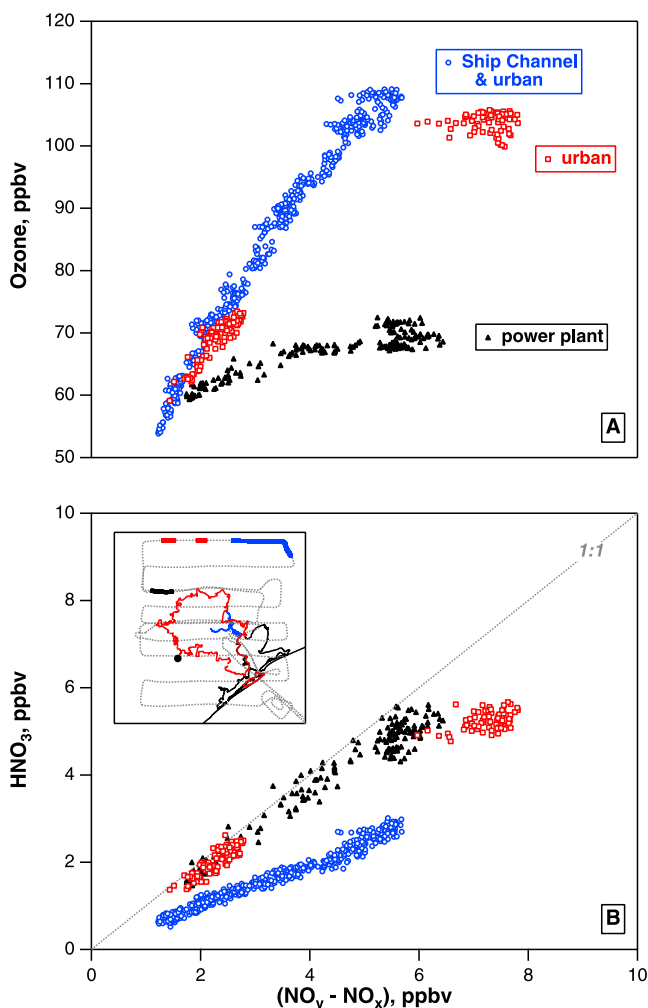 120
110
100
90
80
70
60
50
Ozone, ppbv
Ship Channel
& urban
urban
power plant
A
10
8
6
4
2
0
HNO₃, ppbv
1:1
B
0
2
4
6
8
10
(NOy - NOx), ppbv